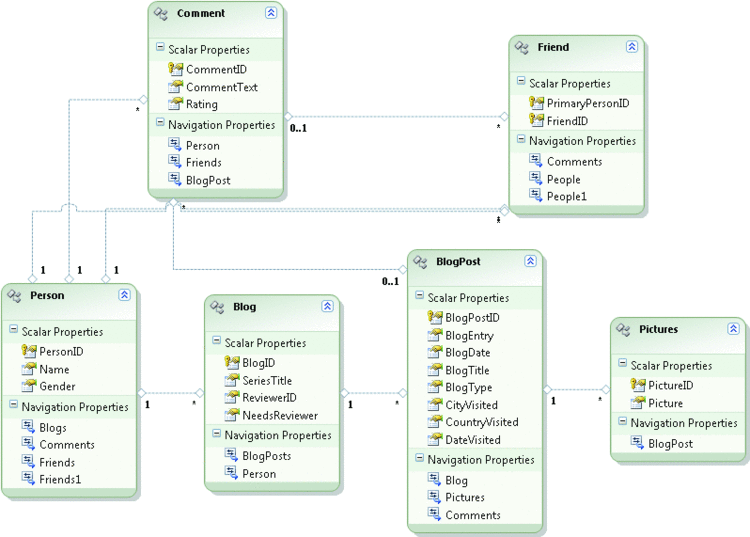 Comment
Scalar Properties
CommentID
CommentText
Rating
Navigation Properties
Person
Friends
BlogPost
Friend
Scalar Properties
PrimaryPersonID
FriendID
Navigation Properties
Comments
People
People1
*
0..1
*
*
*
1
1
1
0..1
Person
Scalar Properties
PersonID
Name
Gender
Navigation Properties
Blogs
Comments
Friends
Friends1
1
*
Blog
Scalar Properties
BlogID
SeriesTitle
ReviewerID
NeedsReviewer
Navigation Properties
BlogPosts
Person
1
*
BlogPost
Scalar Properties
BlogPostID
BlogEntry
BlogDate
BlogTitle
BlogType
CityVisited
CountryVisited
DateVisited
Navigation Properties
Blog
Pictures
Comments
1
*
Pictures
Scalar Properties
PictureID
Picture
Navigation Properties
BlogPost